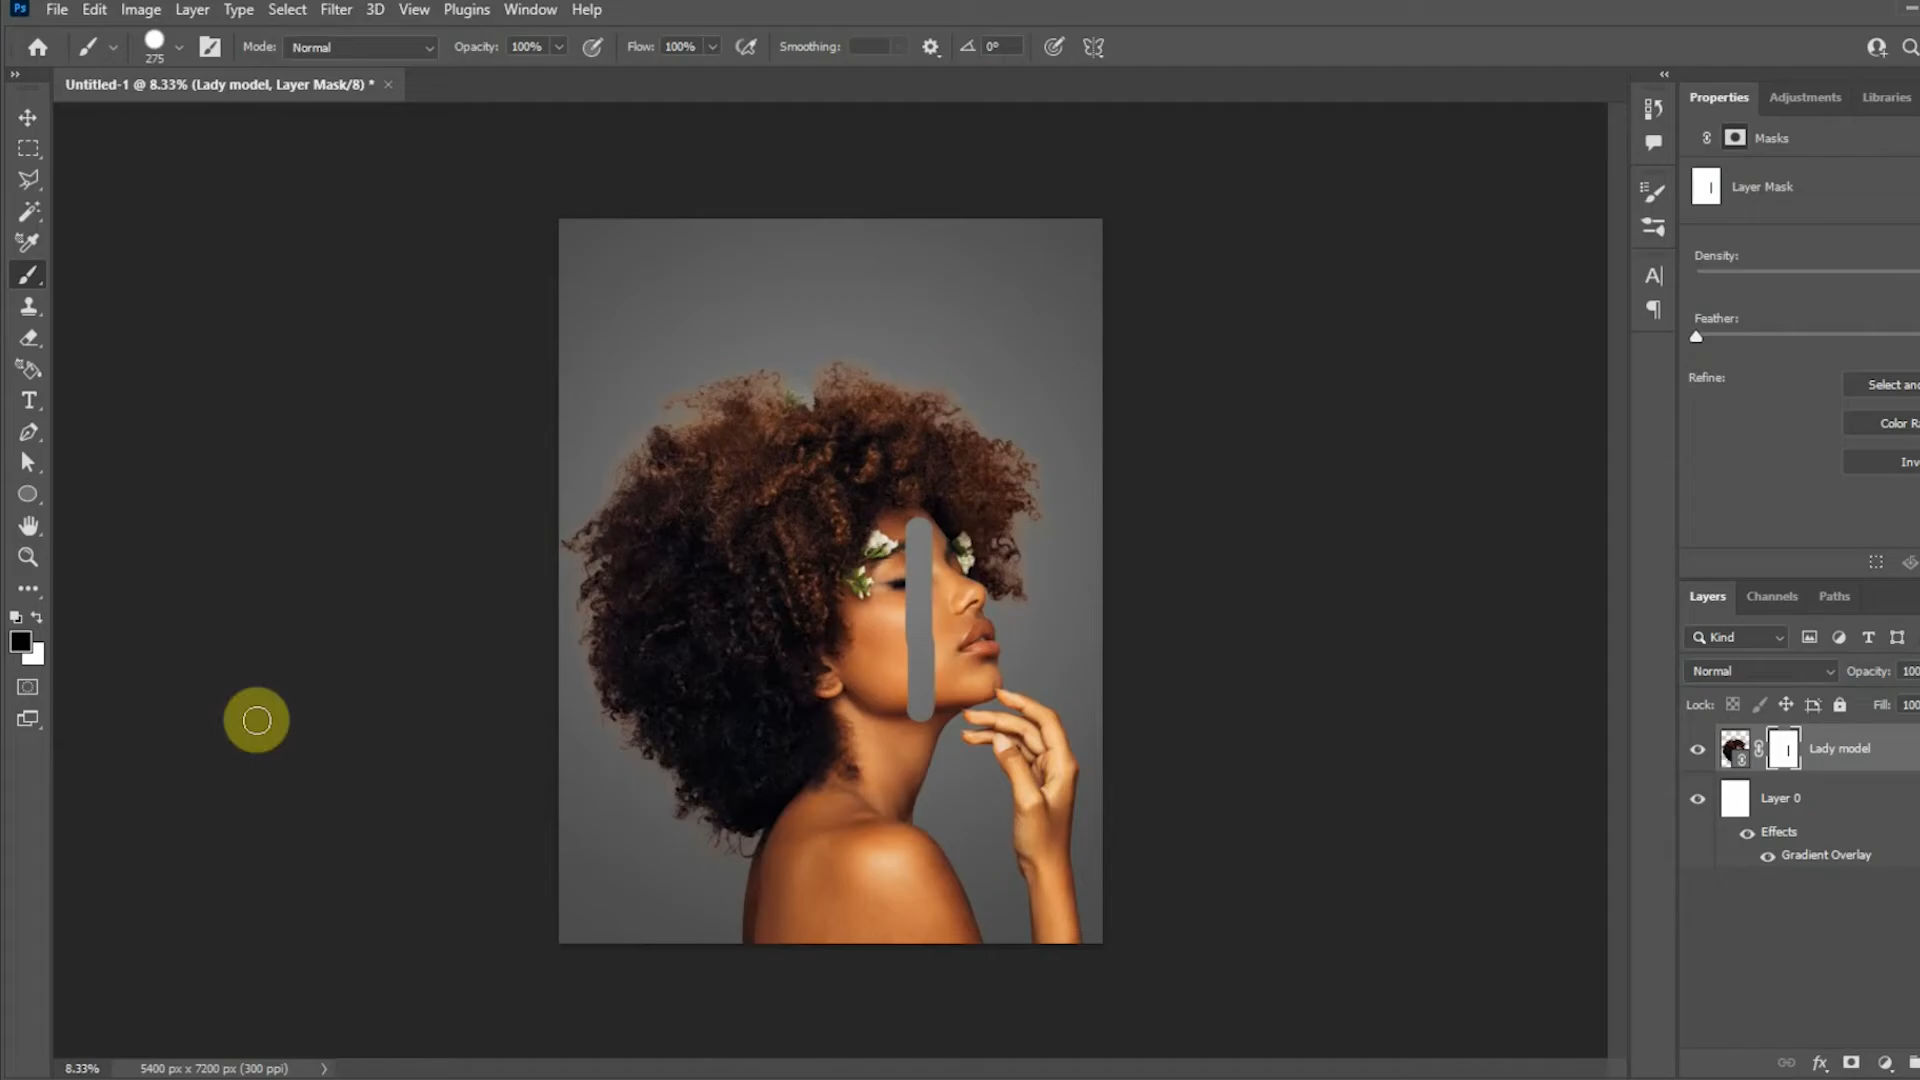 Ps File Edit Image Layer Type Select Filter 3D View Plugins Window Help
275 Mode: Normal Opacity: 100% Flow: 100% Smoothing: 0°
Untitled-1 @ 8.33% (Lady model, Layer Mask/8) * ×
Properties Adjustments Libraries
Masks
Layer Mask
Density:
Feather:
Refine: Select an
Color R
Inv
Layers Channels Paths
Kind
Normal Opacity: 100
Lock: Fill: 100
Lady model
Layer 0
Effects
Gradient Overlay
fx
8.33% 5400 px x 7200 px (300 ppi)